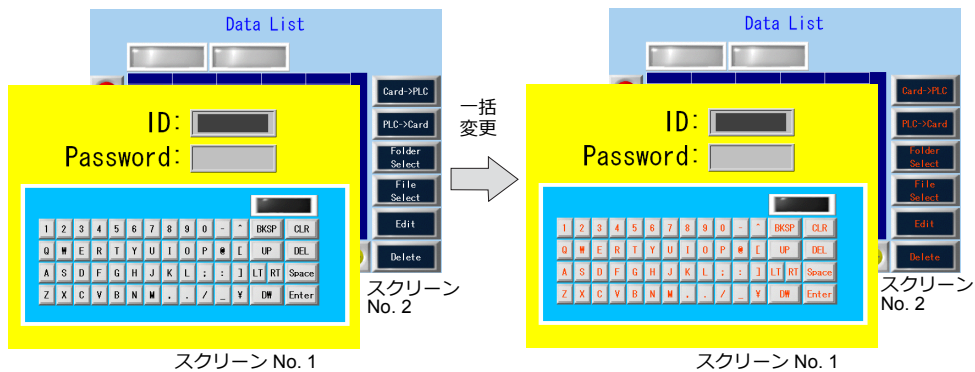 Data List
Card->PLC
PLC->Card
Folder
Select
File
Select
Edit
Delete
ID:
Password:
1 2 3 4 5 6 7 8 9 0 - ^ BKSP CLR
Q W E R T Y U I O P @ [ UP DEL
A S D F G H J K L ; : ] LT RT Space
Z X C V B N M , . / _ ¥ DW Enter
スクリーン
No. 2
スクリーン No. 1
一括
変更
Data List
Card->PLC
PLC->Card
Folder
Select
File
Select
Edit
Delete
ID:
Password:
1 2 3 4 5 6 7 8 9 0 - ^ BKSP CLR
Q W E R T Y U I O P @ [ UP DEL
A S D F G H J K L ; : ] LT RT Space
Z X C V B N M , . / _ ¥ DW Enter
スクリーン
No. 2
スクリーン No. 1